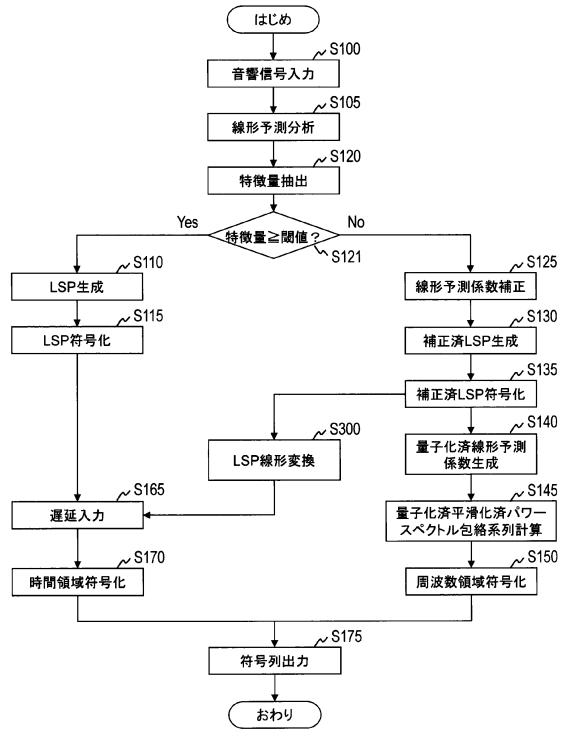 はじめ
S100
音響信号入力
S105
線形予測分析
S120
特徴量抽出
Yes
特徴量≧閾値？
No
S121
S110
LSP生成
S115
LSP符号化
S125
線形予測係数補正
S130
補正済LSP生成
S135
補正済LSP符号化
S300
LSP線形変換
S140
量子化済線形予測
係数生成
S165
遅延入力
S145
量子化済平滑化済パワー
スペクトル包絡系列計算
S170
時間領域符号化
S150
周波数領域符号化
S175
符号列出力
おわり